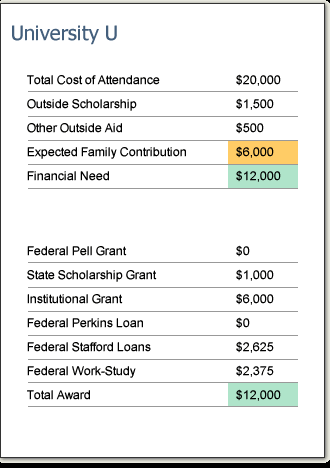 University U
Total Cost of Attendance $20,000
Outside Scholarship $1,500
Other Outside Aid $500
Expected Family Contribution $6,000
Financial Need $12,000
Federal Pell Grant $0
State Scholarship Grant $1,000
Institutional Grant $6,000
Federal Perkins Loan $0
Federal Stafford Loans $2,625
Federal Work-Study $2,375
Total Award $12,000